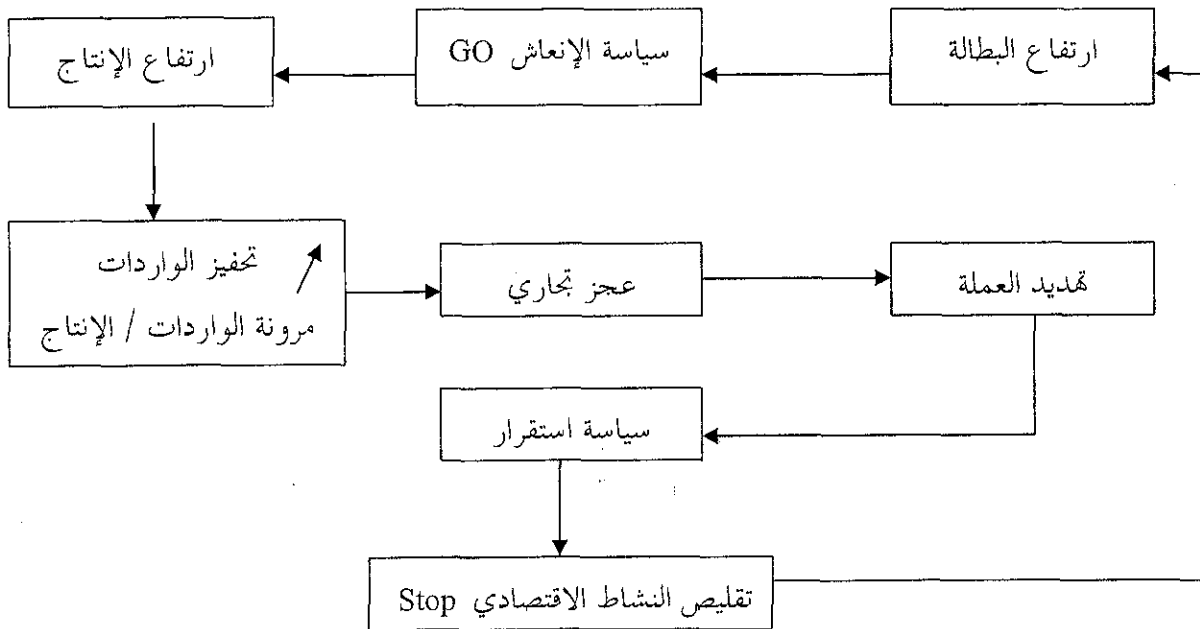 ارتفاع البطالة
سياسة الإنعاش GO
ارتفاع الإنتاج
تحفيز الواردات
مرونة الواردات / الإنتاج
عجز تجاري
تهديد العملة
سياسة استقرار
تقليص النشاط الاقتصادي Stop